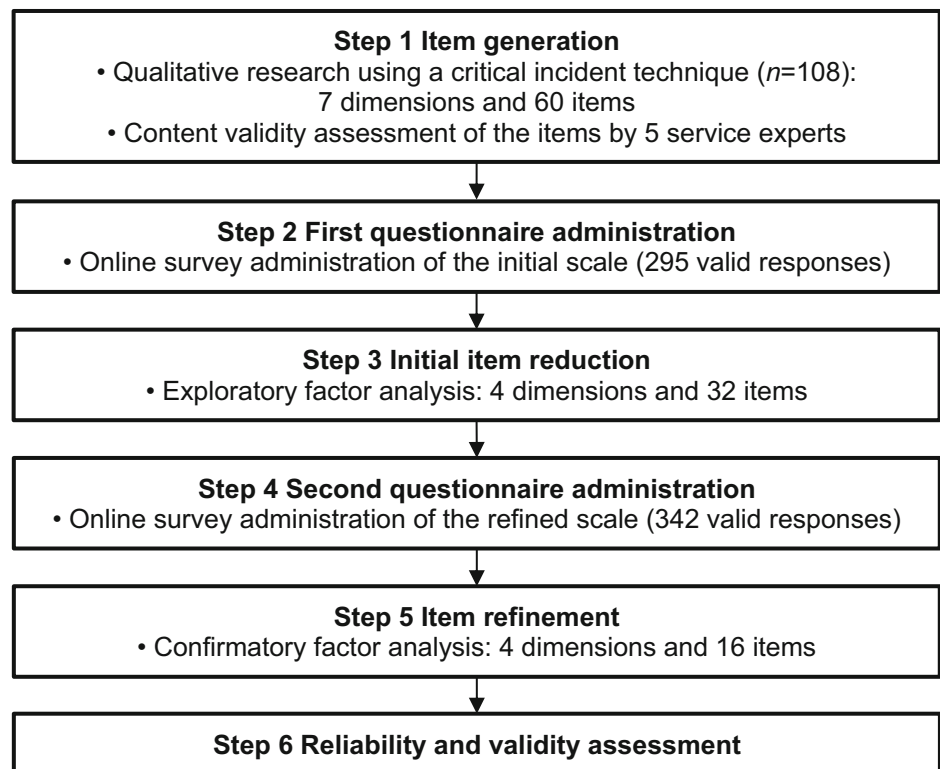 Step 1 Item generation
• Qualitative research using a critical incident technique (n=108):
7 dimensions and 60 items
• Content validity assessment of the items by 5 service experts
Step 2 First questionnaire administration
• Online survey administration of the initial scale (295 valid responses)
Step 3 Initial item reduction
• Exploratory factor analysis: 4 dimensions and 32 items
Step 4 Second questionnaire administration
• Online survey administration of the refined scale (342 valid responses)
Step 5 Item refinement
• Confirmatory factor analysis: 4 dimensions and 16 items
Step 6 Reliability and validity assessment